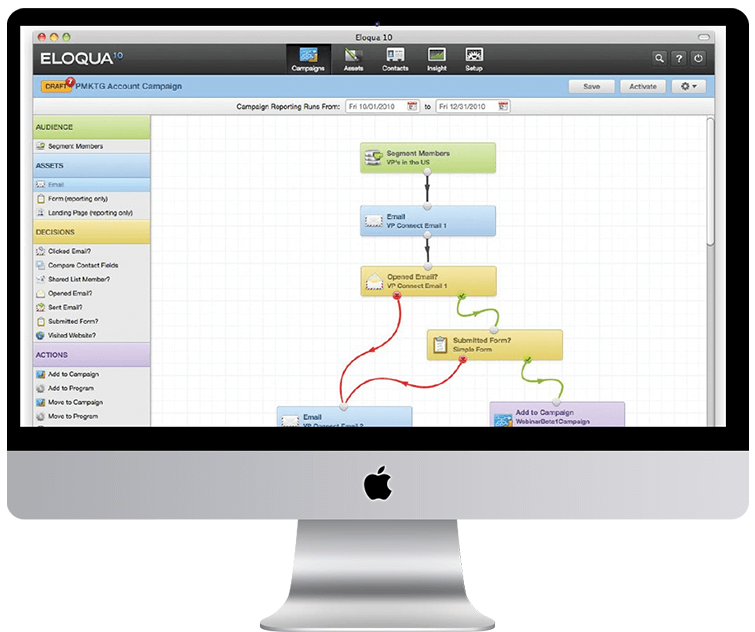 Eloqua 10
ELOQUA 10
Campaigns
Assets
Contacts
Insight
Setup
?
DRAFT
PMKTG Account Campaign
Save
Activate
Campaign Reporting Runs From:
Fri 10/01/2010
to
Fri 12/31/2010
AUDIENCE
Segment Members
ASSETS
Email
Form (reporting only)
Landing Page (reporting only)
DECISIONS
Clicked Email?
Compare Contact Fields
Shared List Member?
Opened Email?
Sent Email?
Submitted Form?
Visited Website?
ACTIONS
Add to Campaign
Add to Program
Move to Campaign
Move to Program
Segment Members
VP's in the US
Email
VP Connect Email 1
Opened Email?
VP Connect Email 1
Submitted Form?
Simple Form
Email
VP Connect Email
Add to Campaign
WebinarBeta1Campaign